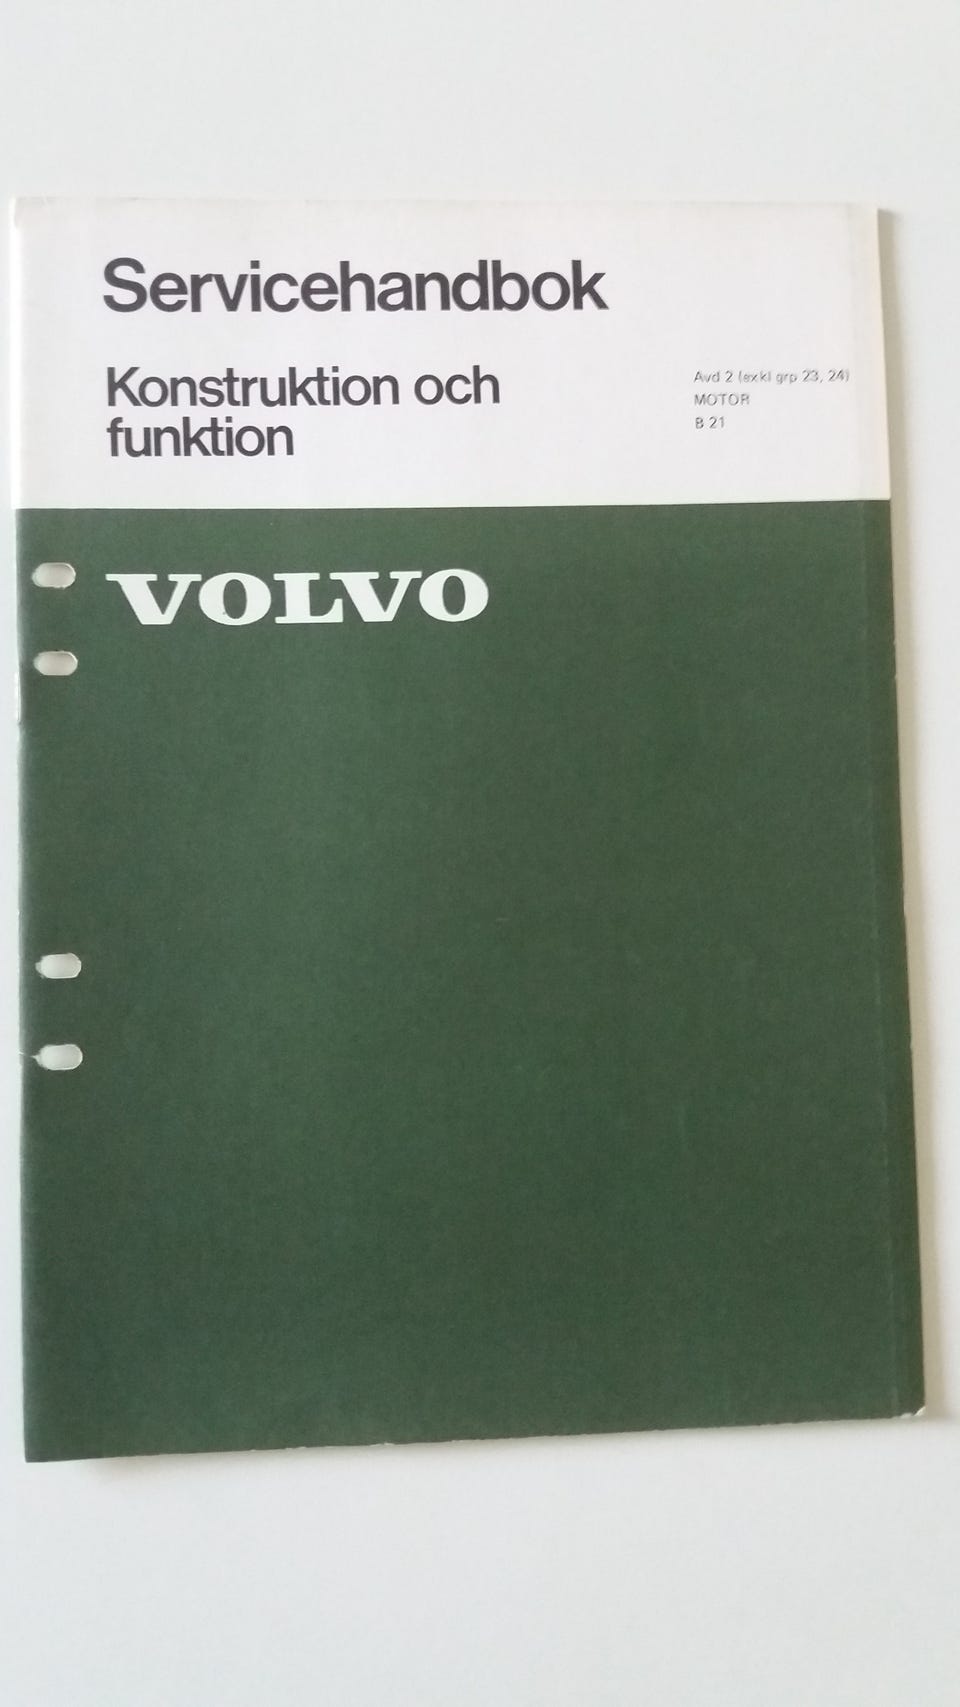 Servicehandbok
Konstruktion och
funktion
Avd 2 (exkl grp 23, 24)
MOTOR
B 21
VOLVO